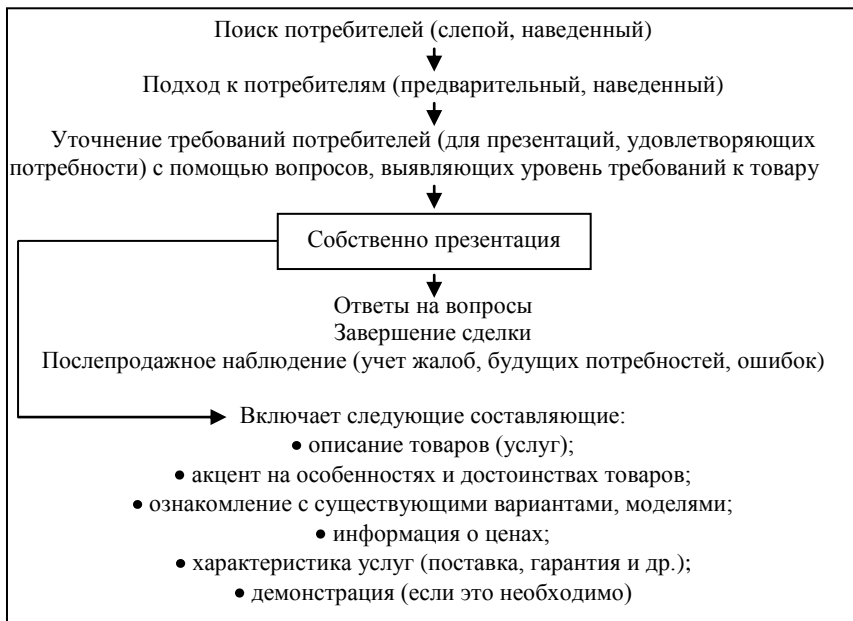 Поиск потребителей (слепой, наведенный)
Подход к потребителям (предварительный, наведенный)
Уточнение требований потребителей (для презентаций, удовлетворяющих
потребности) с помощью вопросов, выявляющих уровень требований к товару
Собственно презентация
Ответы на вопросы
Завершение сделки
Послепродажное наблюдение (учет жалоб, будущих потребностей, ошибок)
Включает следующие составляющие:
• описание товаров (услуг);
• акцент на особенностях и достоинствах товаров;
• ознакомление с существующими вариантами, моделями;
• информация о ценах;
• характеристика услуг (поставка, гарантия и др.);
• демонстрация (если это необходимо)